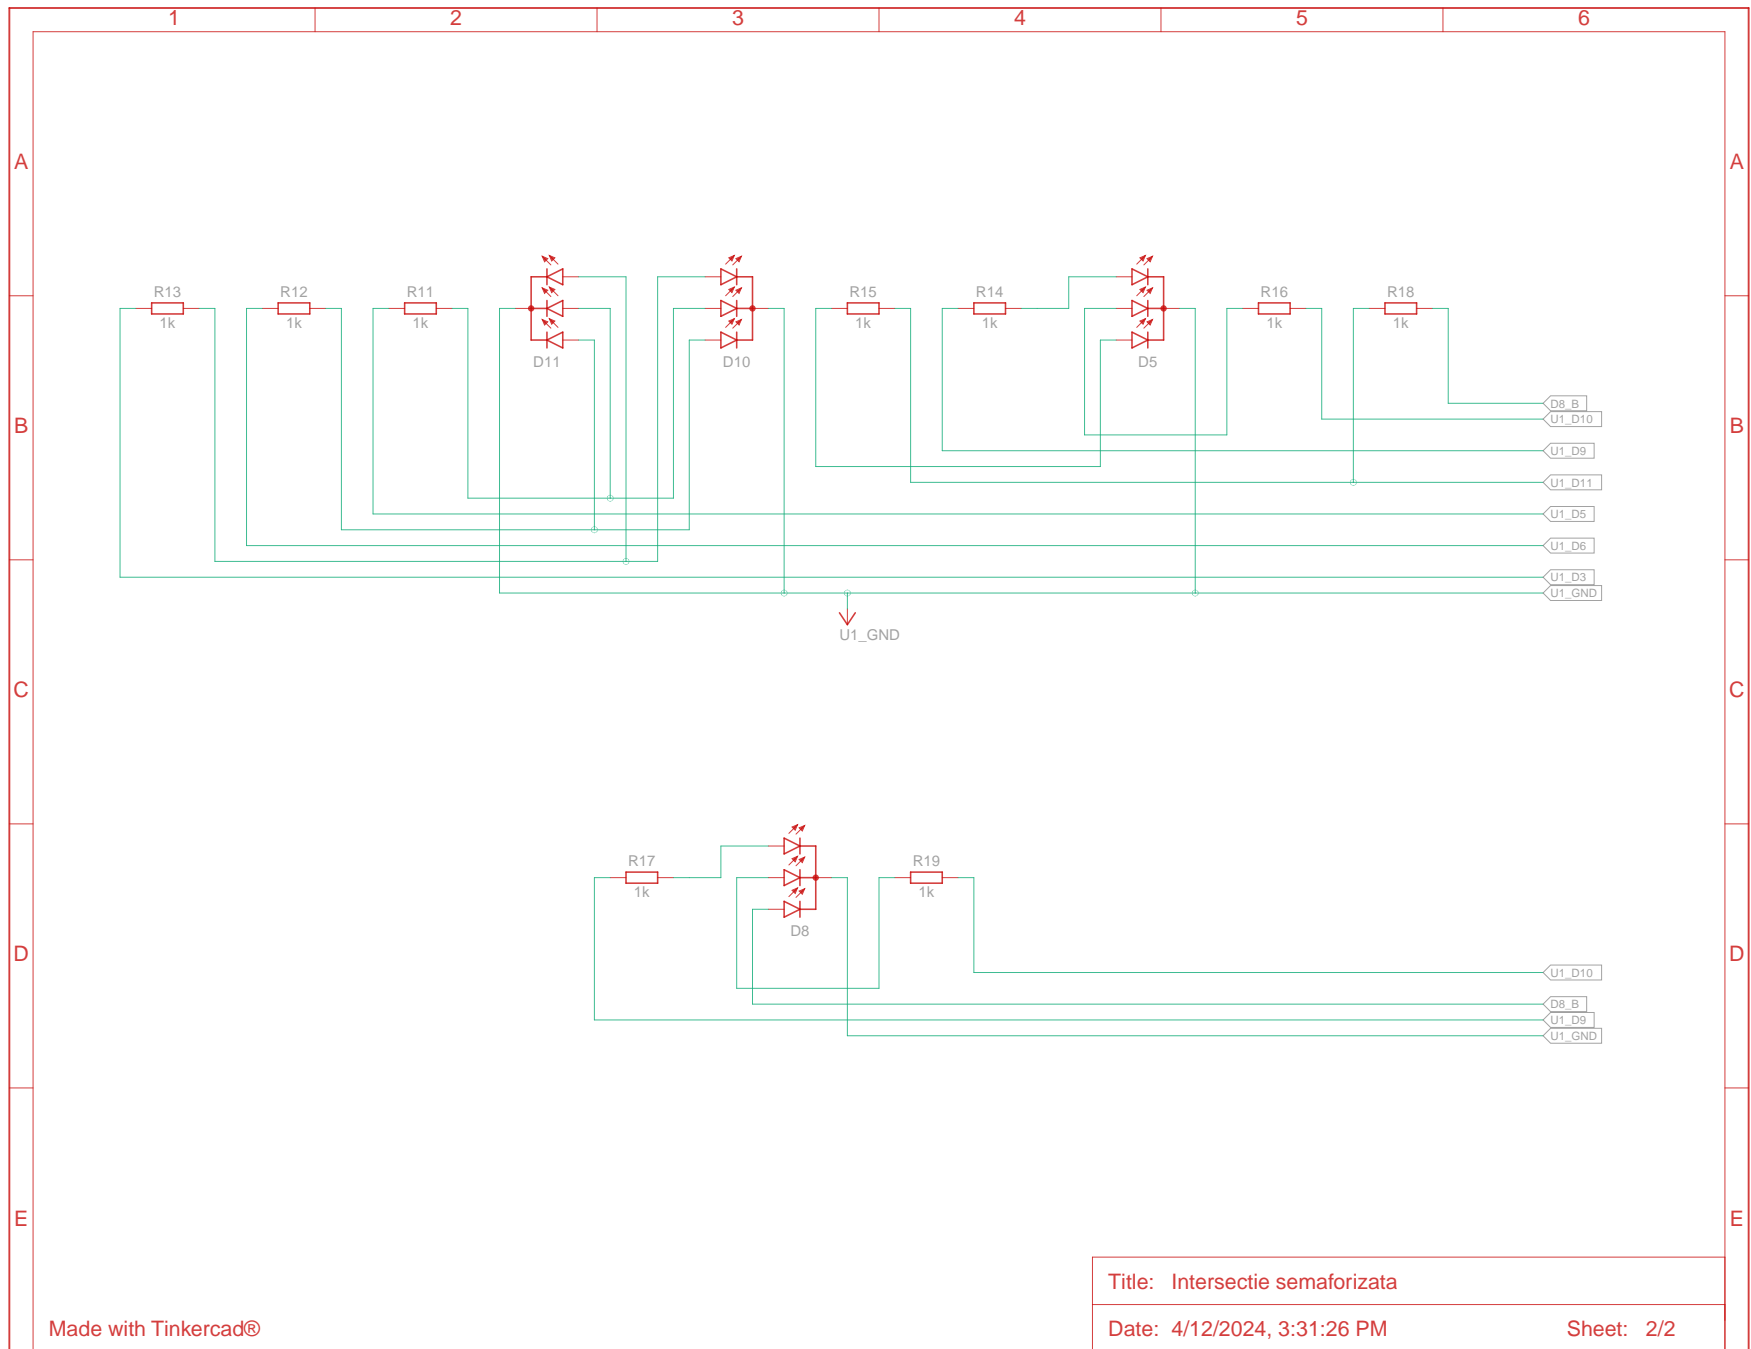 1 2 3 4 5 6
A A
R13 R12 R11 R15 R14 R16 R18
1k 1k 1k 1k 1k 1k 1k
D11 D10 D5
D8_B
U1_D10
B B
U1_D9
U1_D11
U1_D5
U1_D6
U1_D3
U1_GND
U1_GND
C C
R17 R19
1k 1k
D8
D D
U1_D10
D8_B
U1_D9
U1_GND
E E
Title: Intersectie semaforizata
Made with Tinkercad®
Date: 4/12/2024, 3:31:26 PM Sheet: 2/2